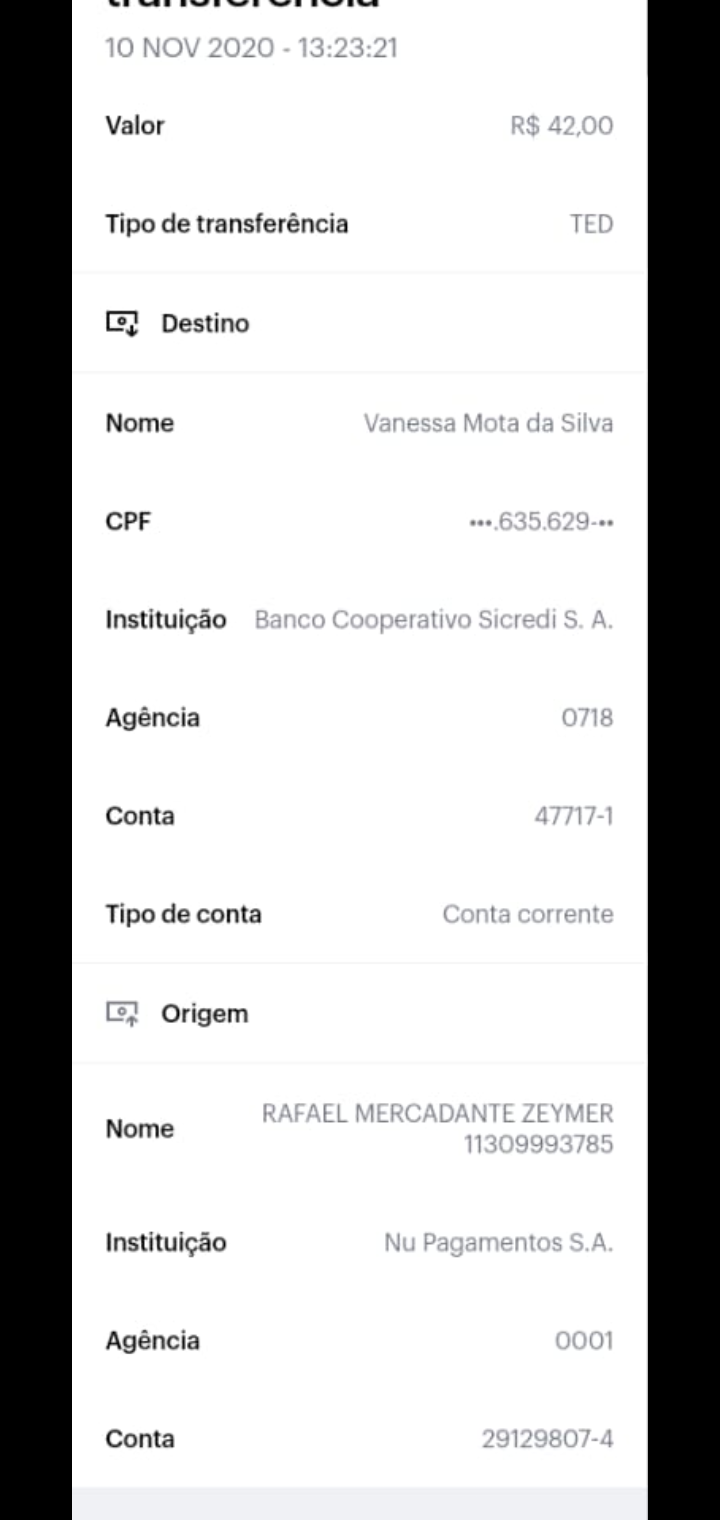 transferência
10 NOV 2020 - 13:23:21
Valor R$ 42,00
Tipo de transferência TED
Destino
Nome Vanessa Mota da Silva
CPF •••.635.629-••
Instituição Banco Cooperativo Sicredi S. A.
Agência 0718
Conta 47717-1
Tipo de conta Conta corrente
Origem
Nome RAFAEL MERCADANTE ZEYMER
11309993785
Instituição Nu Pagamentos S.A.
Agência 0001
Conta 29129807-4